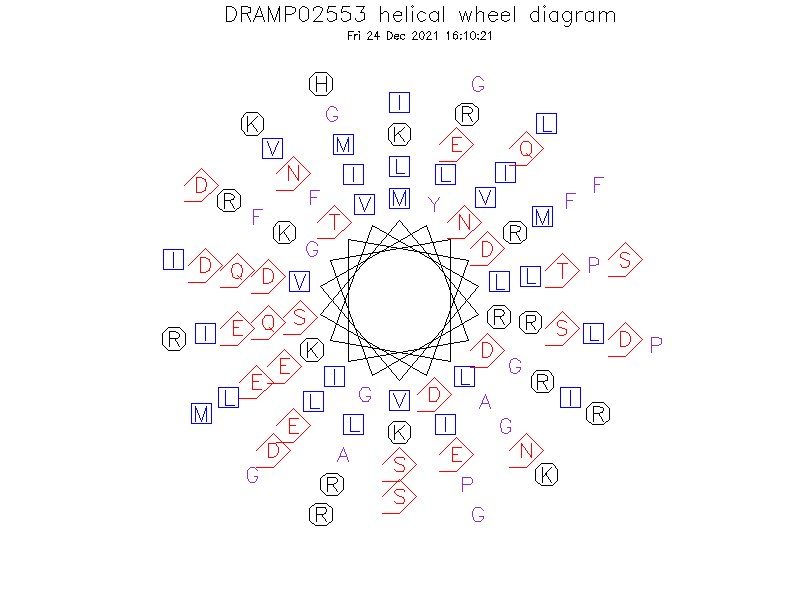 DRAMP02553 helical wheel diagram
Fri 24 Dec 2021 16:10:21
H G
I
G R
K L
K
M E
V Q
L
N I L I
D F
F M V
R V Y F
F T N M
K R
G D
I D Q D V L L T P S
R I E Q S R R S L D P
K D
E G
I L
E R
L G V D I
L A
M R
E L I G
K
D A E N
S
G K
R P
S
R G